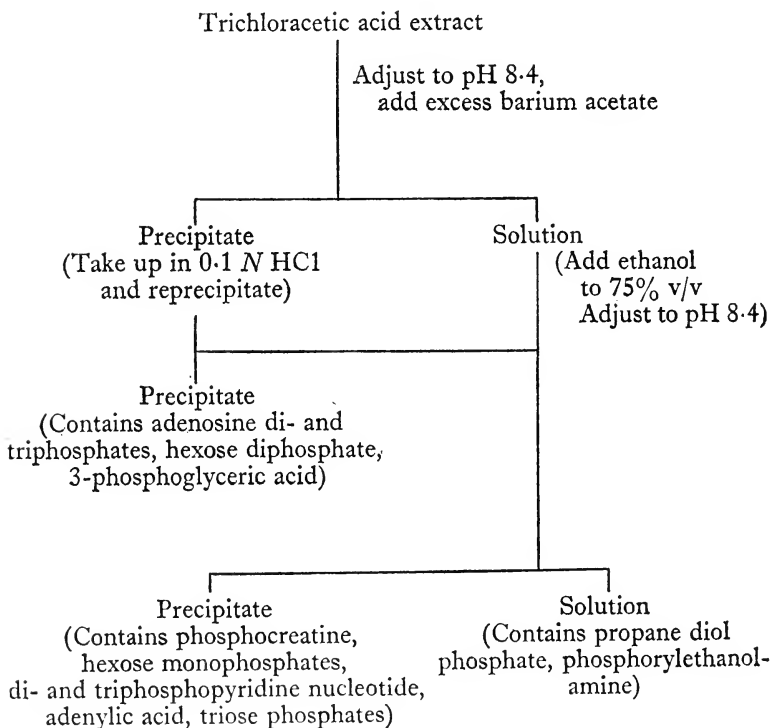 Trichloracetic acid extract
Adjust to pH 8·4,
add excess barium acetate
Precipitate
(Take up in 0·1 N HCl
and reprecipitate)
Solution
(Add ethanol
to 75% v/v
Adjust to pH 8·4)
Precipitate
(Contains adenosine di- and
triphosphates, hexose diphosphate,
3-phosphoglyceric acid)
Precipitate
(Contains phosphocreatine,
hexose monophosphates,
di- and triphosphopyridine nucleotide,
adenylic acid, triose phosphates)
Solution
(Contains propane diol
phosphate, phosphorylethanol-
amine)